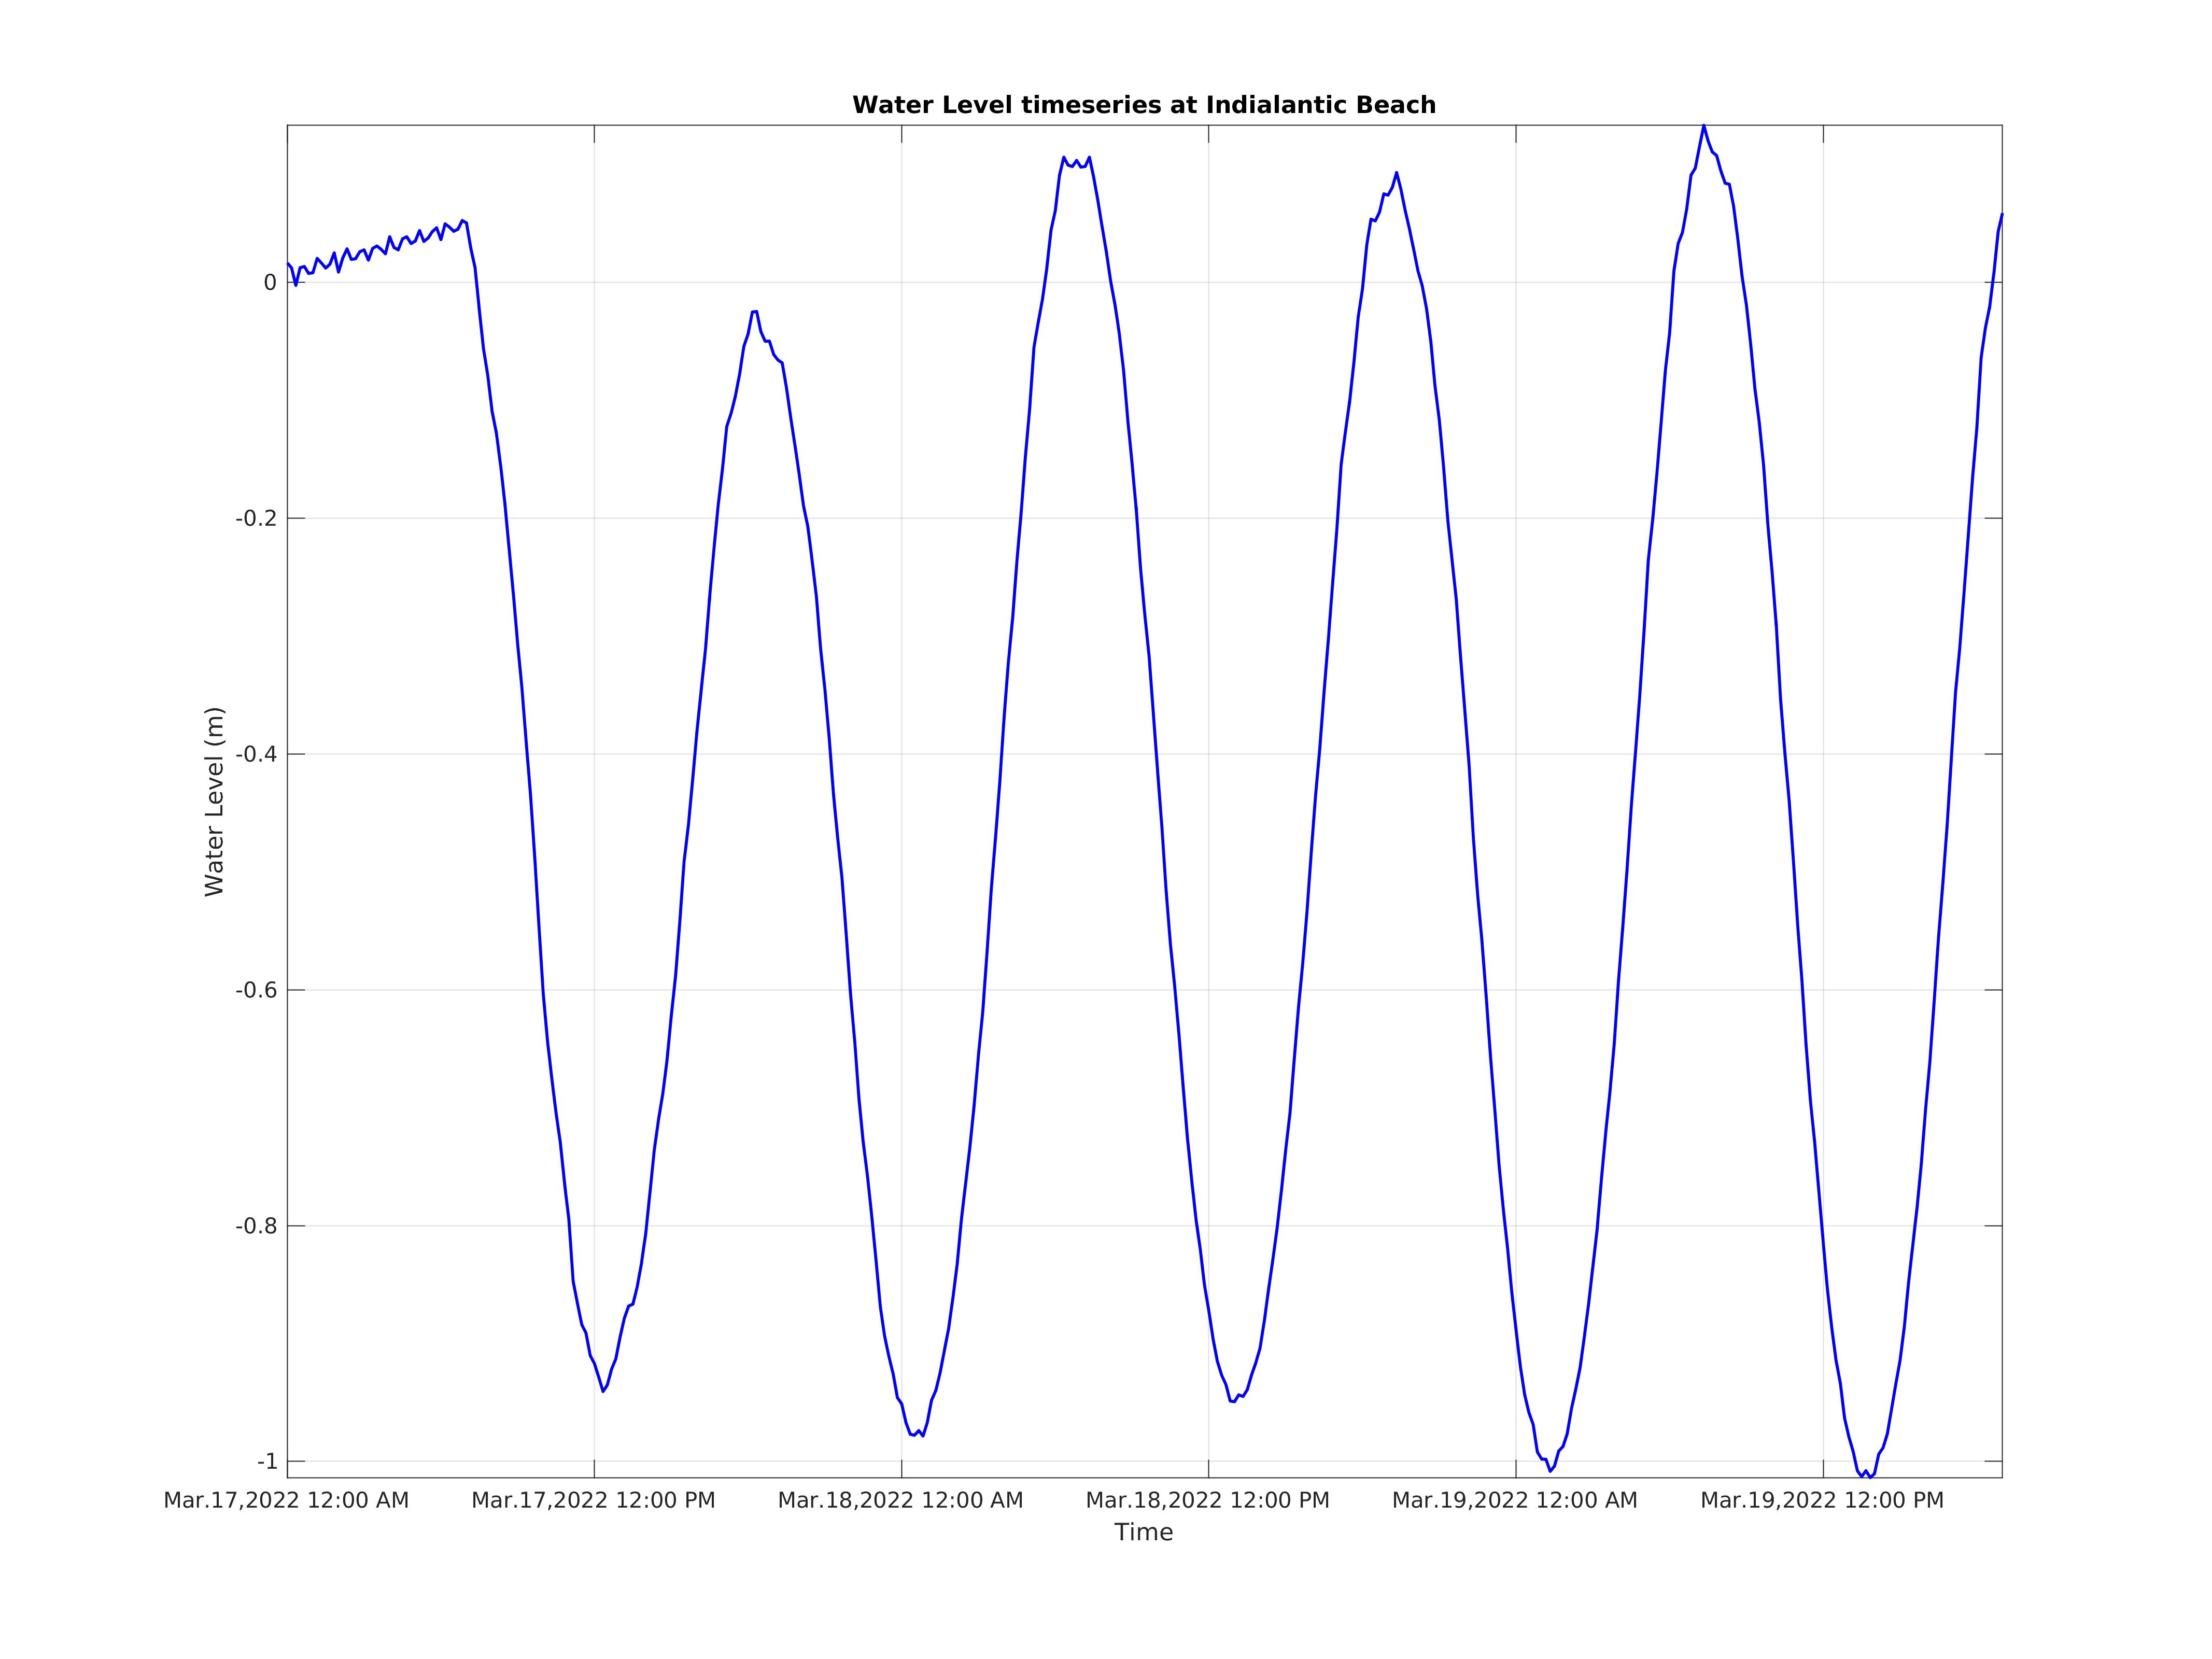 Water Level timeseries at Indialantic Beach
0
-0.2
-0.4
-0.6
-0.8
-1
Water Level (m)
Mar.17,2022 12:00 AM
Mar.17,2022 12:00 PM
Mar.18,2022 12:00 AM
Mar.18,2022 12:00 PM
Mar.19,2022 12:00 AM
Mar.19,2022 12:00 PM
Time